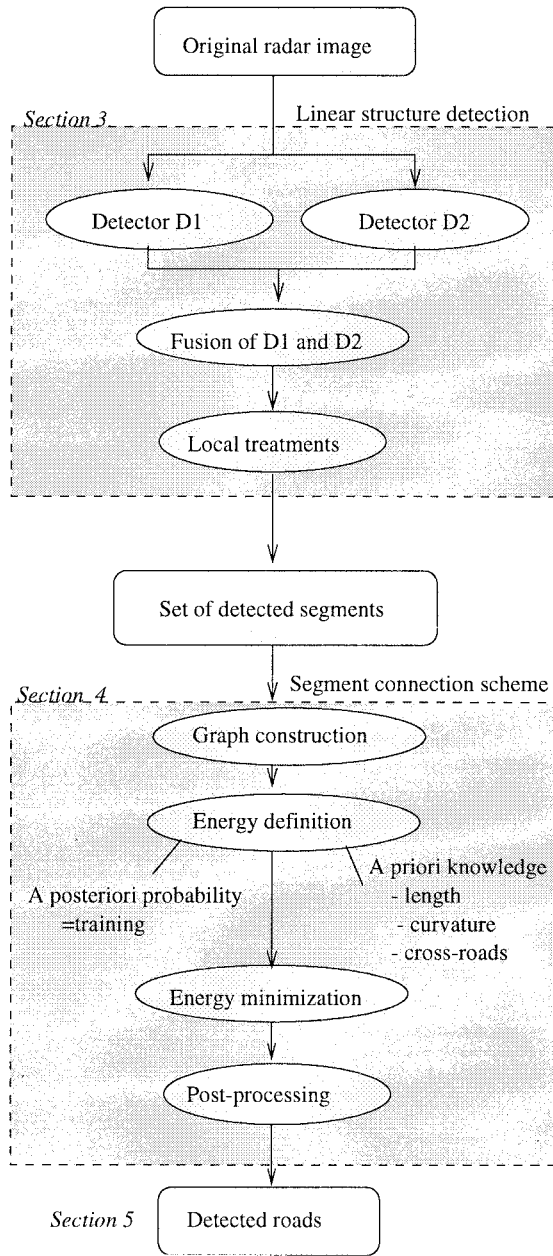 Original radar image
Section 3
Linear structure detection
Detector D1
Detector D2
Fusion of D1 and D2
Local treatments
Set of detected segments
Section 4
Segment connection scheme
Graph construction
Energy definition
A posteriori probability
=training
A priori knowledge
- length
- curvature
- cross-roads
Energy minimization
Post-processing
Section 5
Detected roads